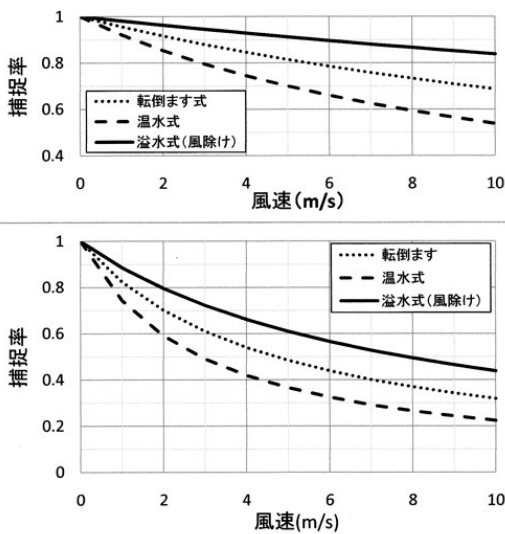 1
0.8
0.6
0.4
捕捉率
転倒ます式
温水式
溢水式(風除け)
0 2 4 6 8 10
風速(m/s)
1
0.8
0.6
0.4
0.2
0
捕捉率
転倒ます
温水式
溢水式(風除け)
0 2 4 6 8 10
風速(m/s)